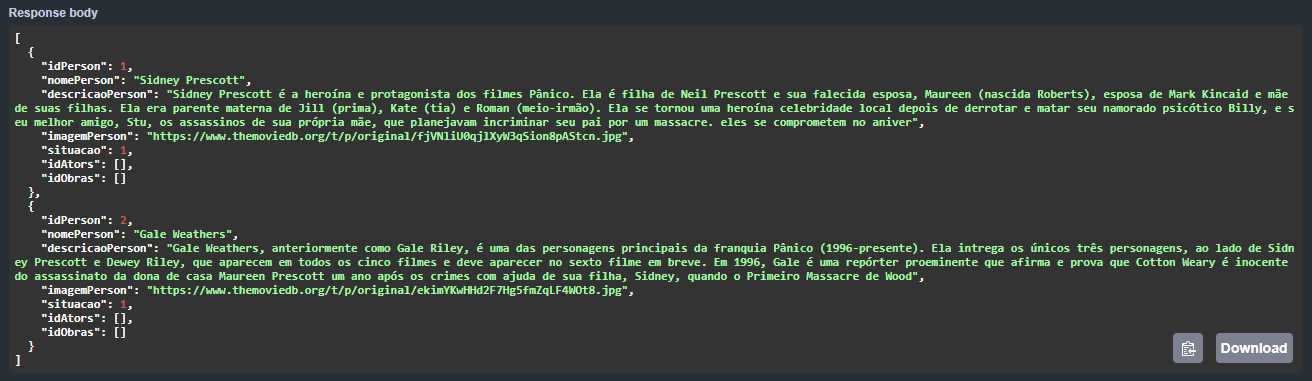 Response body
[
  {
    "idPerson": 1,
    "nomePerson": "Sidney Prescott",
    "descricaoPerson": "Sidney Prescott é a heroína e protagonista dos filmes Pânico. Ela é filha de Neil Prescott e sua falecida esposa, Maureen (nascida Roberts), esposa de Mark Kincaid e mãe
de suas filhas. Ela era parente materna de Jill (prima), Kate (tia) e Roman (meio-irmão). Ela se tornou uma heroína celebridade local depois de derrotar e matar seu namorado psicótico Billy, e s
eu melhor amigo, Stu, os assassinos de sua própria mãe, que planejavam incriminar seu pai por um massacre. eles se comprometem no aniver",
    "imagemPerson": "https://www.themoviedb.org/t/p/original/fjVNliU0qjlXyW3qSion8pAStcn.jpg",
    "situacao": 1,
    "idAtors": [],
    "idObras": []
  },
  {
    "idPerson": 2,
    "nomePerson": "Gale Weathers",
    "descricaoPerson": "Gale Weathers, anteriormente como Gale Riley, é uma das personagens principais da franquia Pânico (1996-presente). Ela intrega os únicos três personagens, ao lado de Sidn
ey Prescott e Dewey Riley, que aparecem em todos os cinco filmes e deve aparecer no sexto filme em breve. Em 1996, Gale é uma repórter proeminente que afirma e prova que Cotton Weary é inocente
do assassinato da dona de casa Maureen Prescott um ano após os crimes com ajuda de sua filha, Sidney, quando o Primeiro Massacre de Wood",
    "imagemPerson": "https://www.themoviedb.org/t/p/original/ekimYKwHHd2F7Hg5fmZqLF4WOt8.jpg",
    "situacao": 1,
    "idAtors": [],
    "idObras": []
  }
]
Download